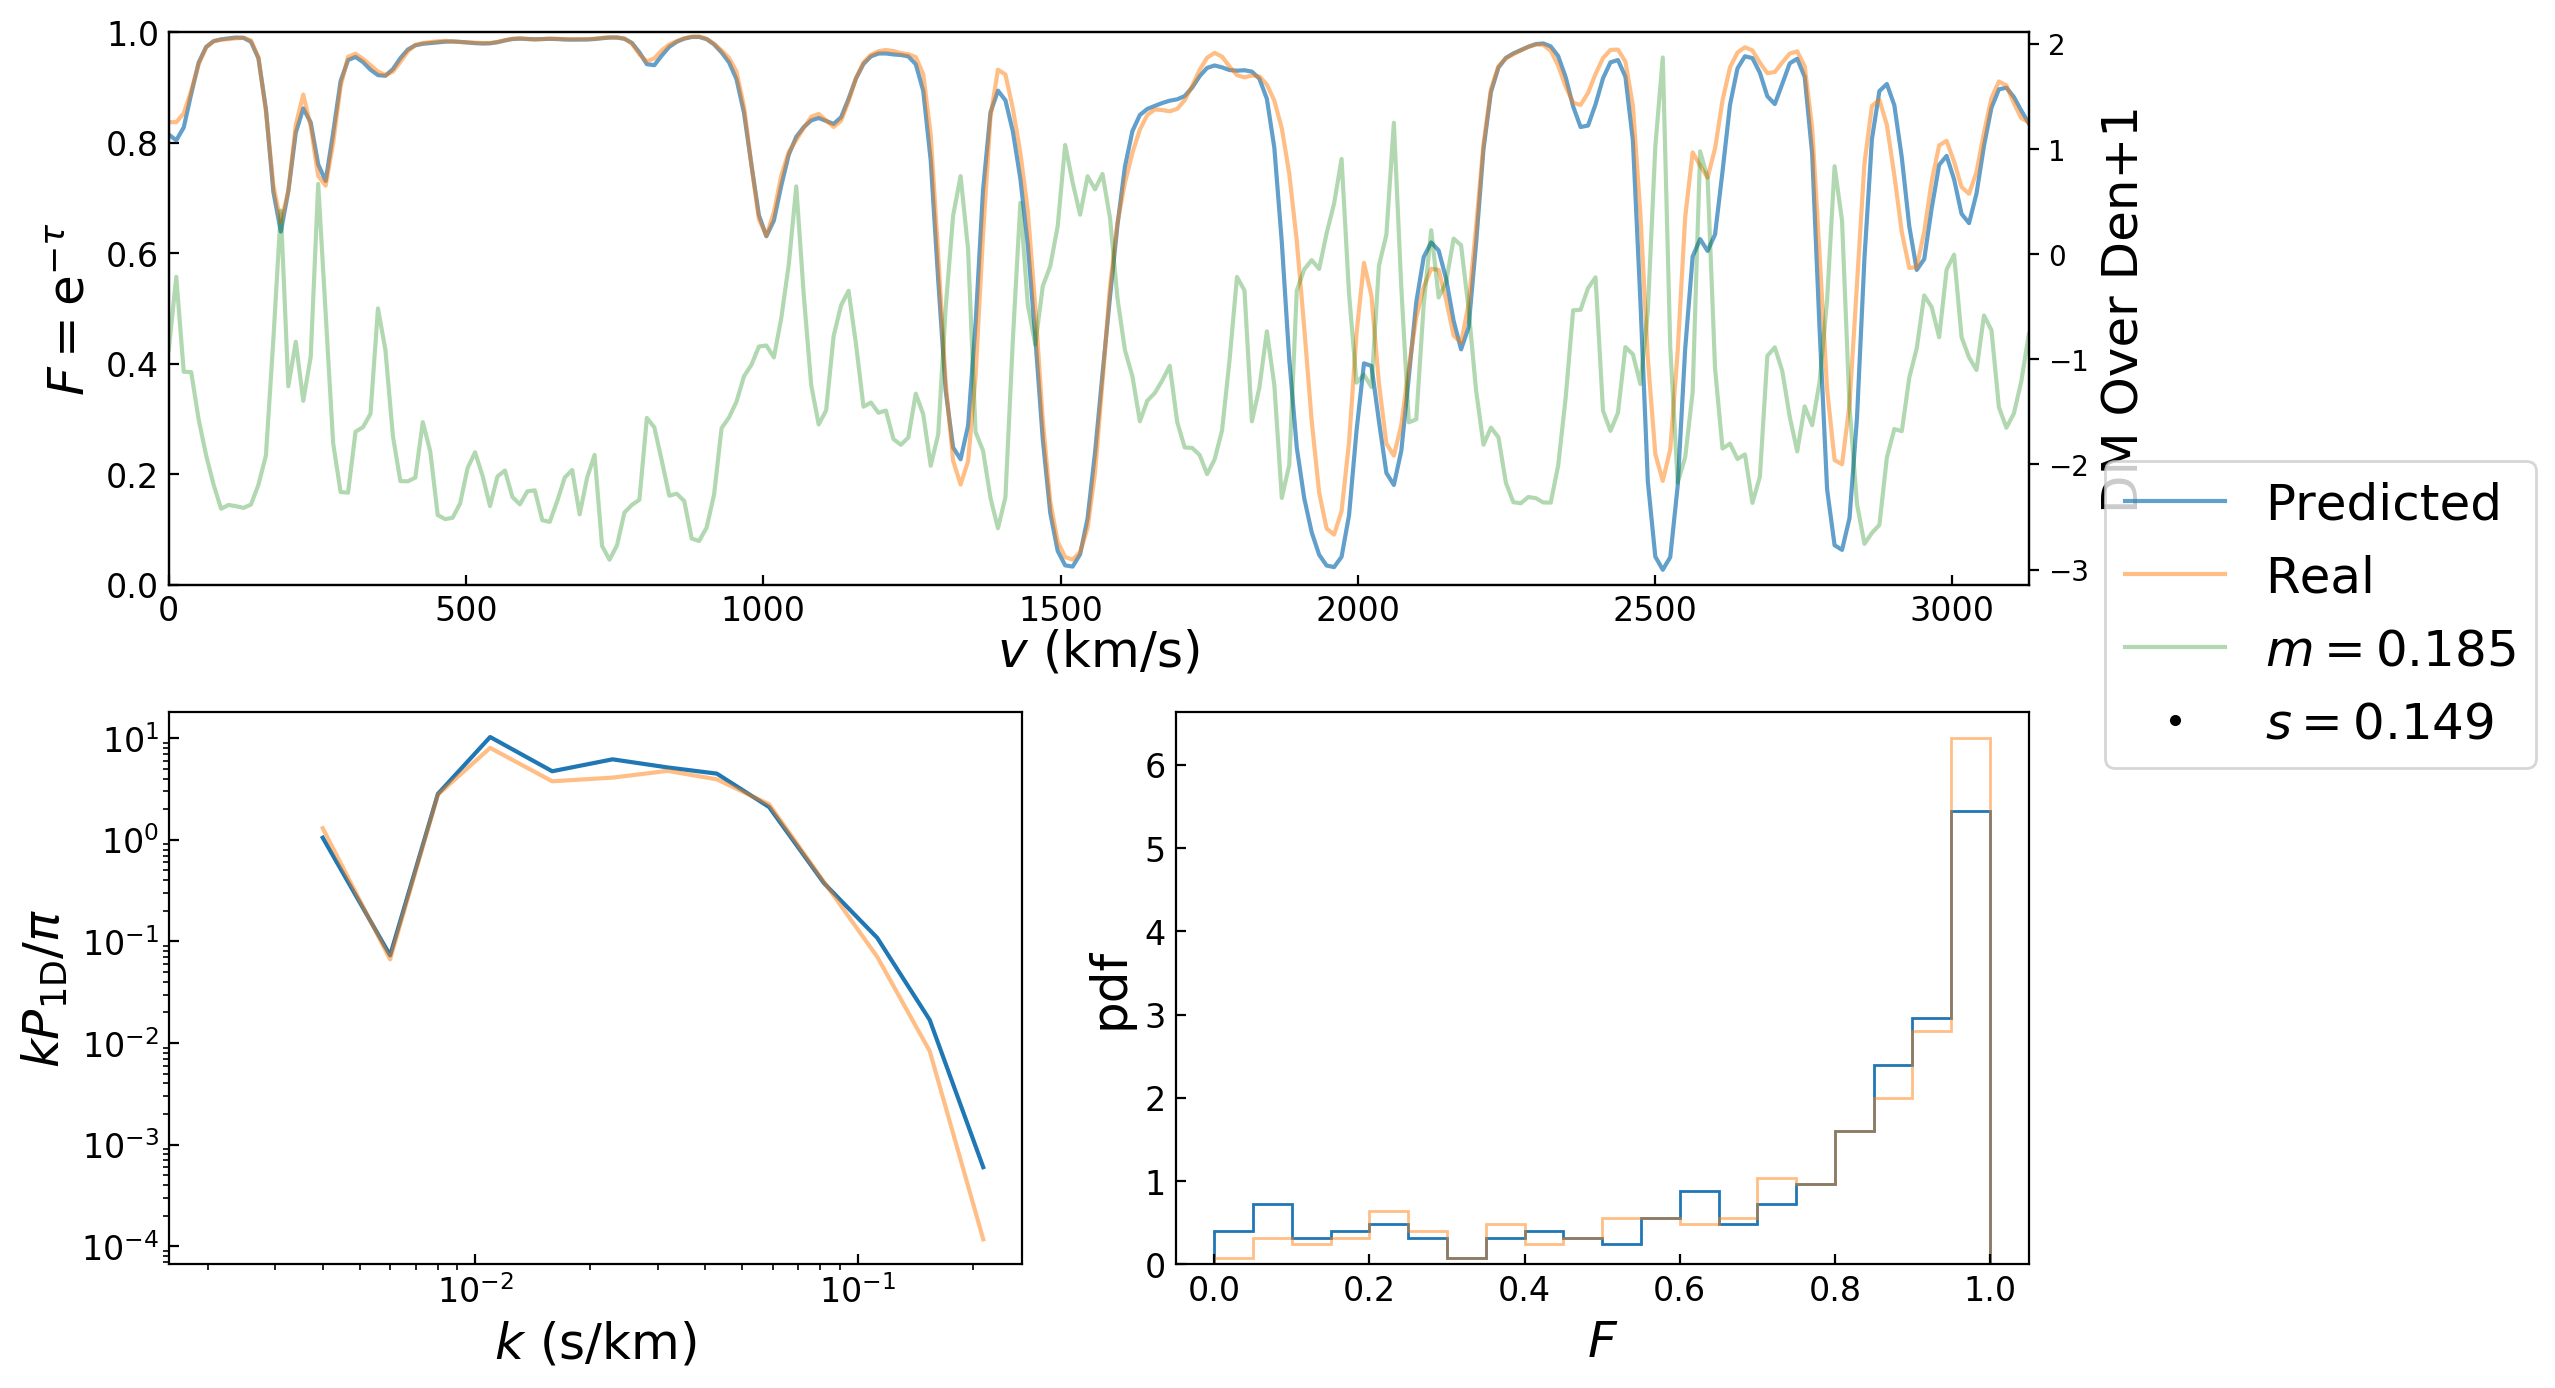 1.0
0.8
0.6
0.4
0.2
0.0
F = e^{-τ}
0 500 1000 1500 2000 2500 3000
v (km/s)
2
1
0
−1
−2
−3
DM Over Den+1
Predicted
Real
m = 0.185
s = 0.149
10^1
10^0
10^{-1}
10^{-2}
10^{-3}
10^{-4}
kP_{1D}/π
10^{-2} 10^{-1}
k (s/km)
6
5
4
3
2
1
0
pdf
0.0 0.2 0.4 0.6 0.8 1.0
F